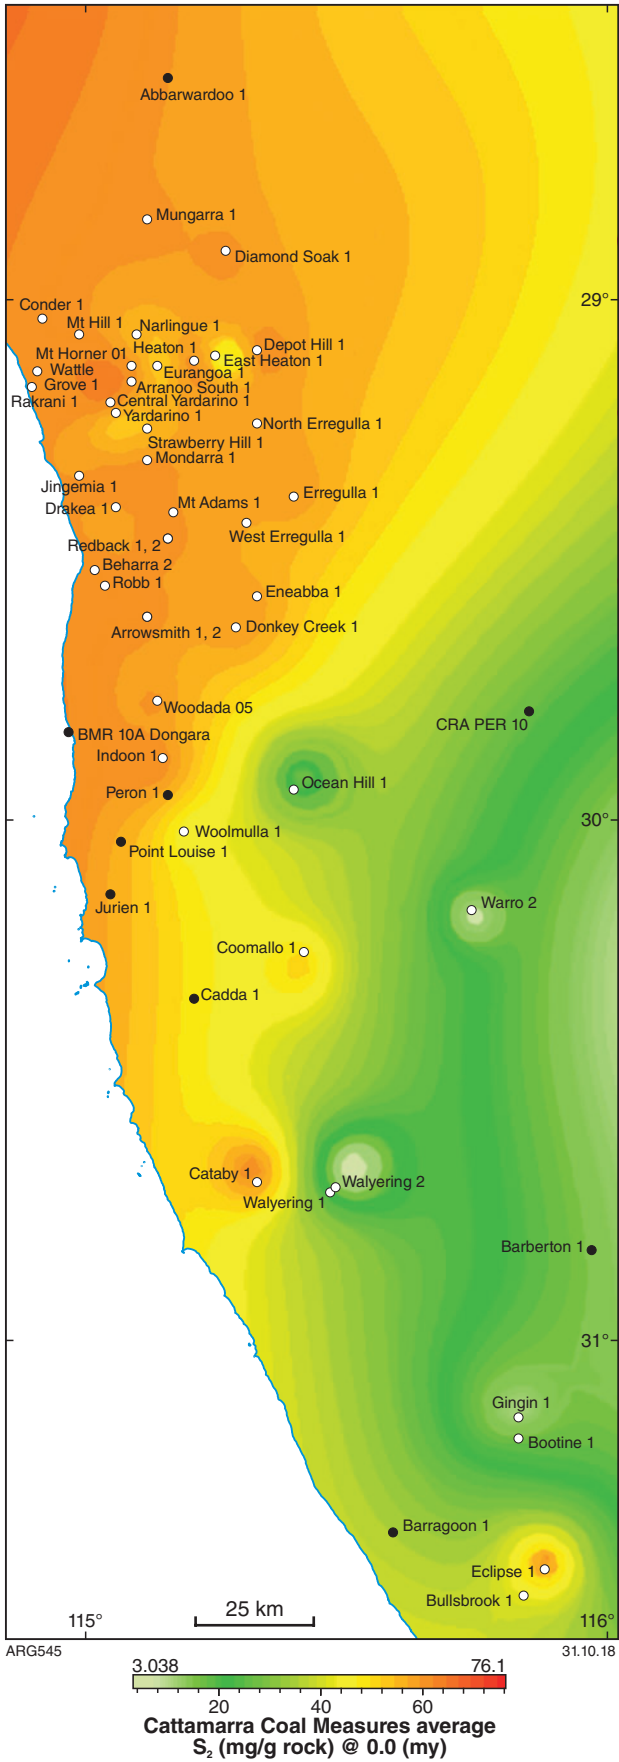 Abbarwardoo 1
Mungarra 1
Diamond Soak 1
29°
Conder 1
Mt Hill 1
Narlingue 1
Depot Hill 1
Mt Horner 01
Heaton 1
East Heaton 1
Wattle
Grove 1
Eurangoa 1
Arranoo South 1
Rakrani 1
Central Yardarino 1
Yardarino 1
North Erregulla 1
Strawberry Hill 1
Mondarra 1
Jingemia 1
Erregulla 1
Drakea 1
Mt Adams 1
West Erregulla 1
Redback 1, 2
Beharra 2
Robb 1
Eneabba 1
Arrowsmith 1, 2
Donkey Creek 1
Woodada 05
CRA PER 10
BMR 10A Dongara
Indoon 1
Ocean Hill 1
Peron 1
30°
Woolmulla 1
Point Louise 1
Jurien 1
Warro 2
Coomallo 1
Cadda 1
Cataby 1
Walyering 2
Walyering 1
Barberton 1
31°
Gingin 1
Bootine 1
Barragoon 1
Eclipse 1
Bullsbrook 1
25 km
115°
116°
ARG545
31.10.18
3.038
76.1
20
40
60
Cattamarra Coal Measures average
S₂ (mg/g rock) @ 0.0 (my)